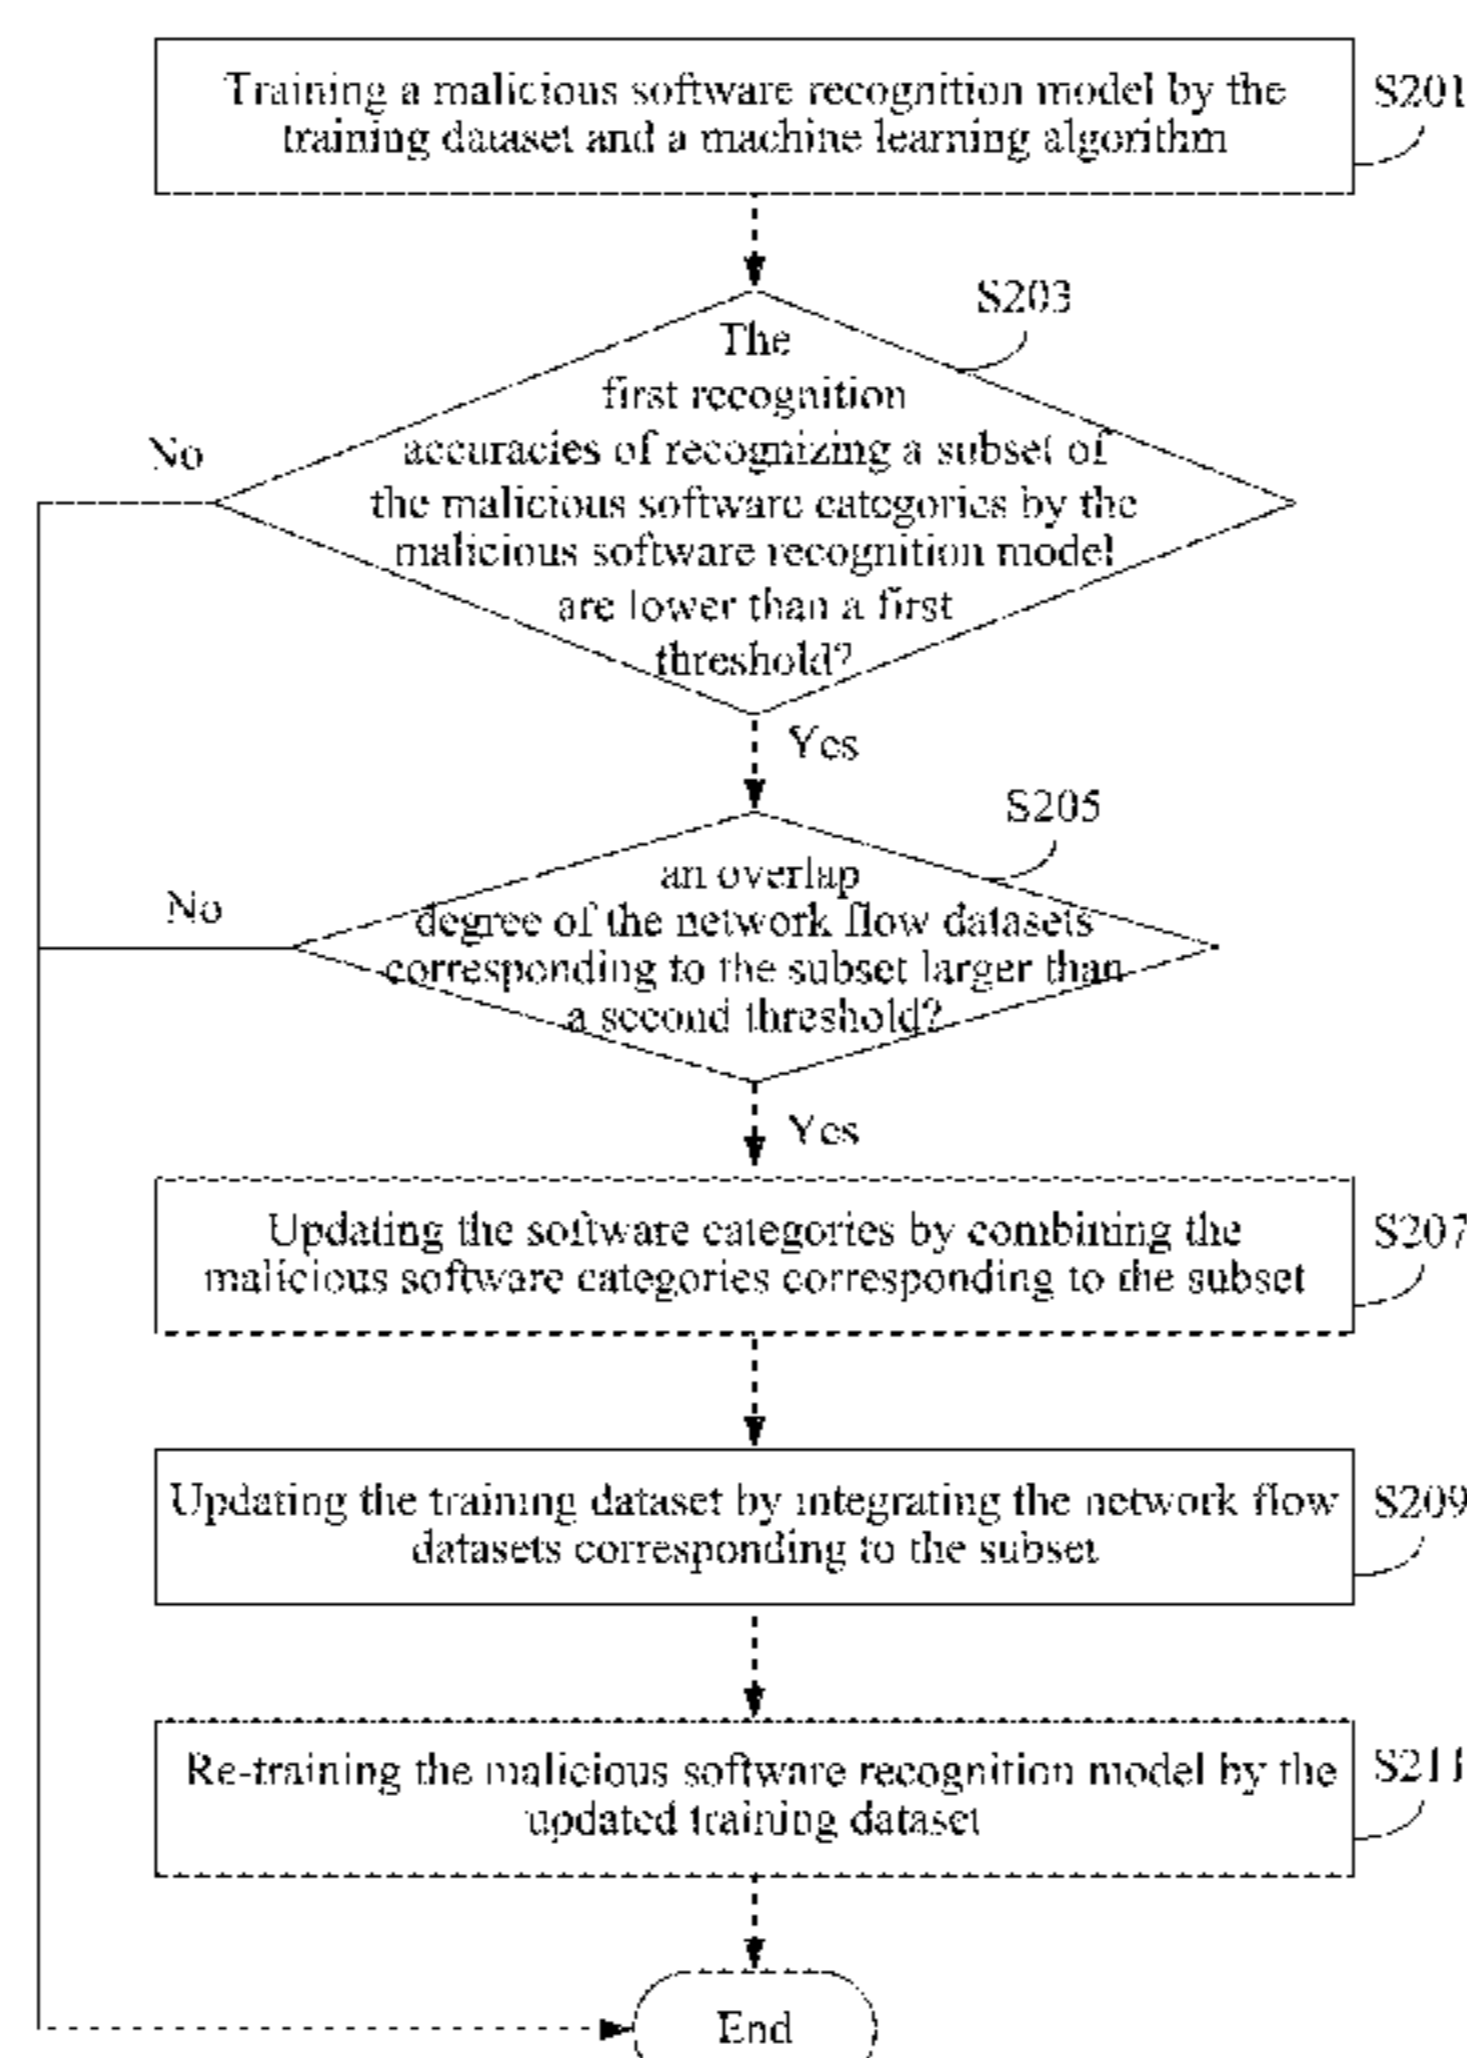 Training a malicious software recognition model by the
training dataset and a machine learning algorithm
S201
S203
The
first recognition
accuracies of recognizing a subset of
the malicious software categories by the
malicious software recognition model
are lower than a first
threshold?
No
Yes
S205
an overlap
degree of the network flow datasets
corresponding to the subset larger than
a second threshold?
No
Yes
Updating the software categories by combining the
malicious software categories corresponding to the subset
S207
Updating the training dataset by integrating the network flow
datasets corresponding to the subset
S209
Re-training the malicious software recognition model by the
updated training dataset
S211
End